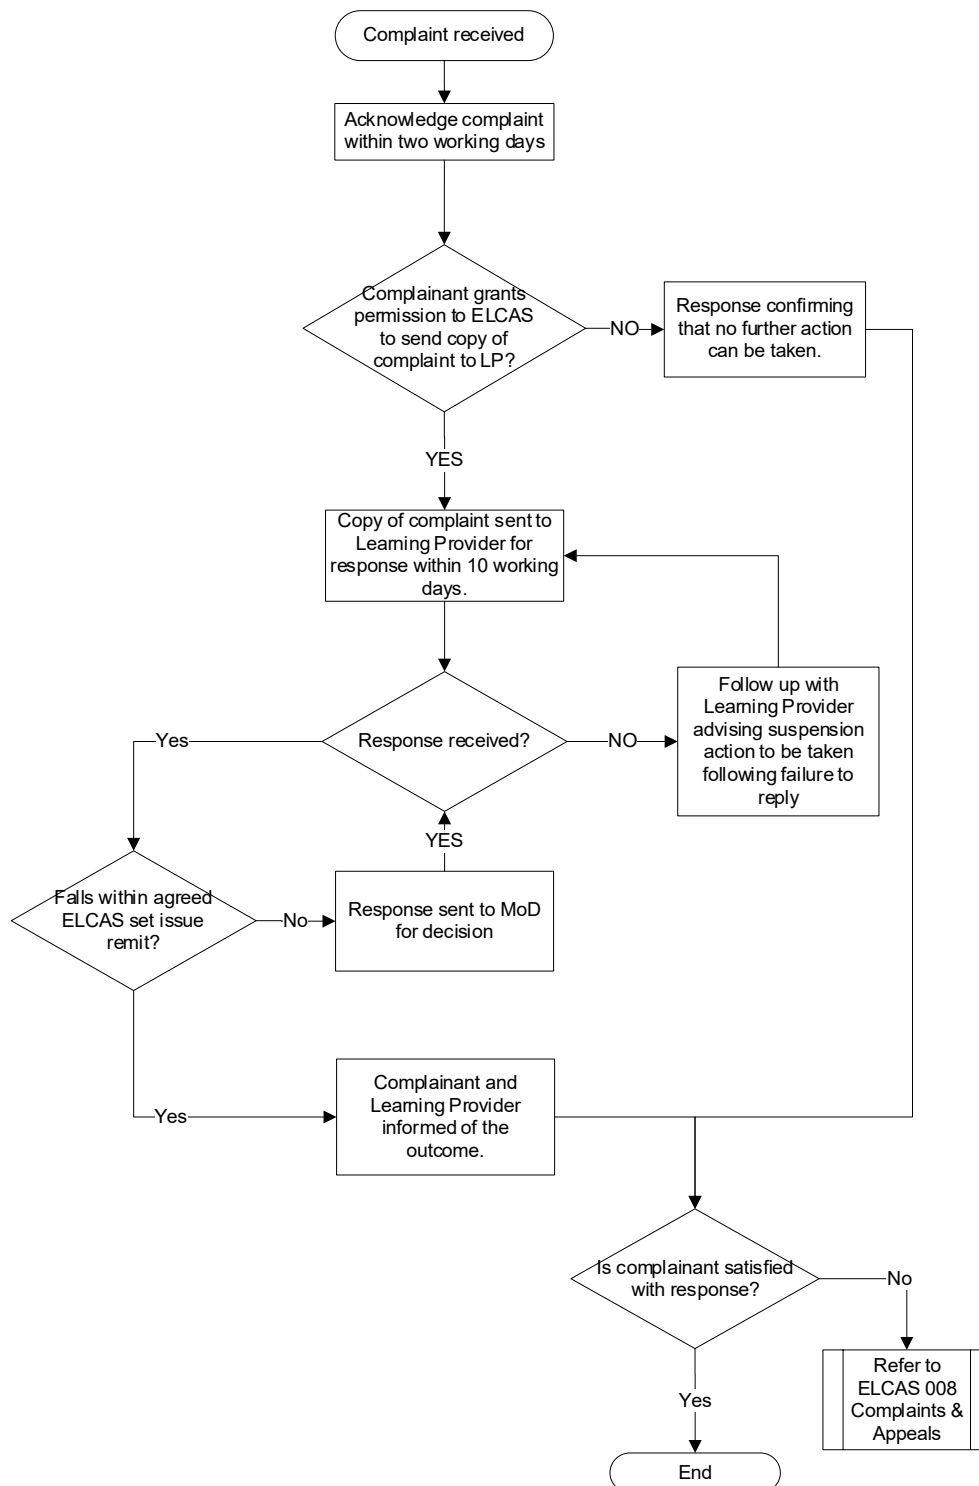 Complaint received
Acknowledge complaint
within two working days
Complainant grants
permission to ELCAS
to send copy of
complaint to LP?
NO
Response confirming
that no further action
can be taken.
YES
Copy of complaint sent to
Learning Provider for
response within 10 working
days.
Response received?
Yes
NO
Follow up with
Learning Provider
advising suspension
action to be taken
following failure to
reply
YES
Falls within agreed
ELCAS set issue
remit?
No
Response sent to MoD
for decision
Yes
Complainant and
Learning Provider
informed of the
outcome.
Is complainant satisfied
with response?
No
Refer to
ELCAS 008
Complaints &
Appeals
Yes
End